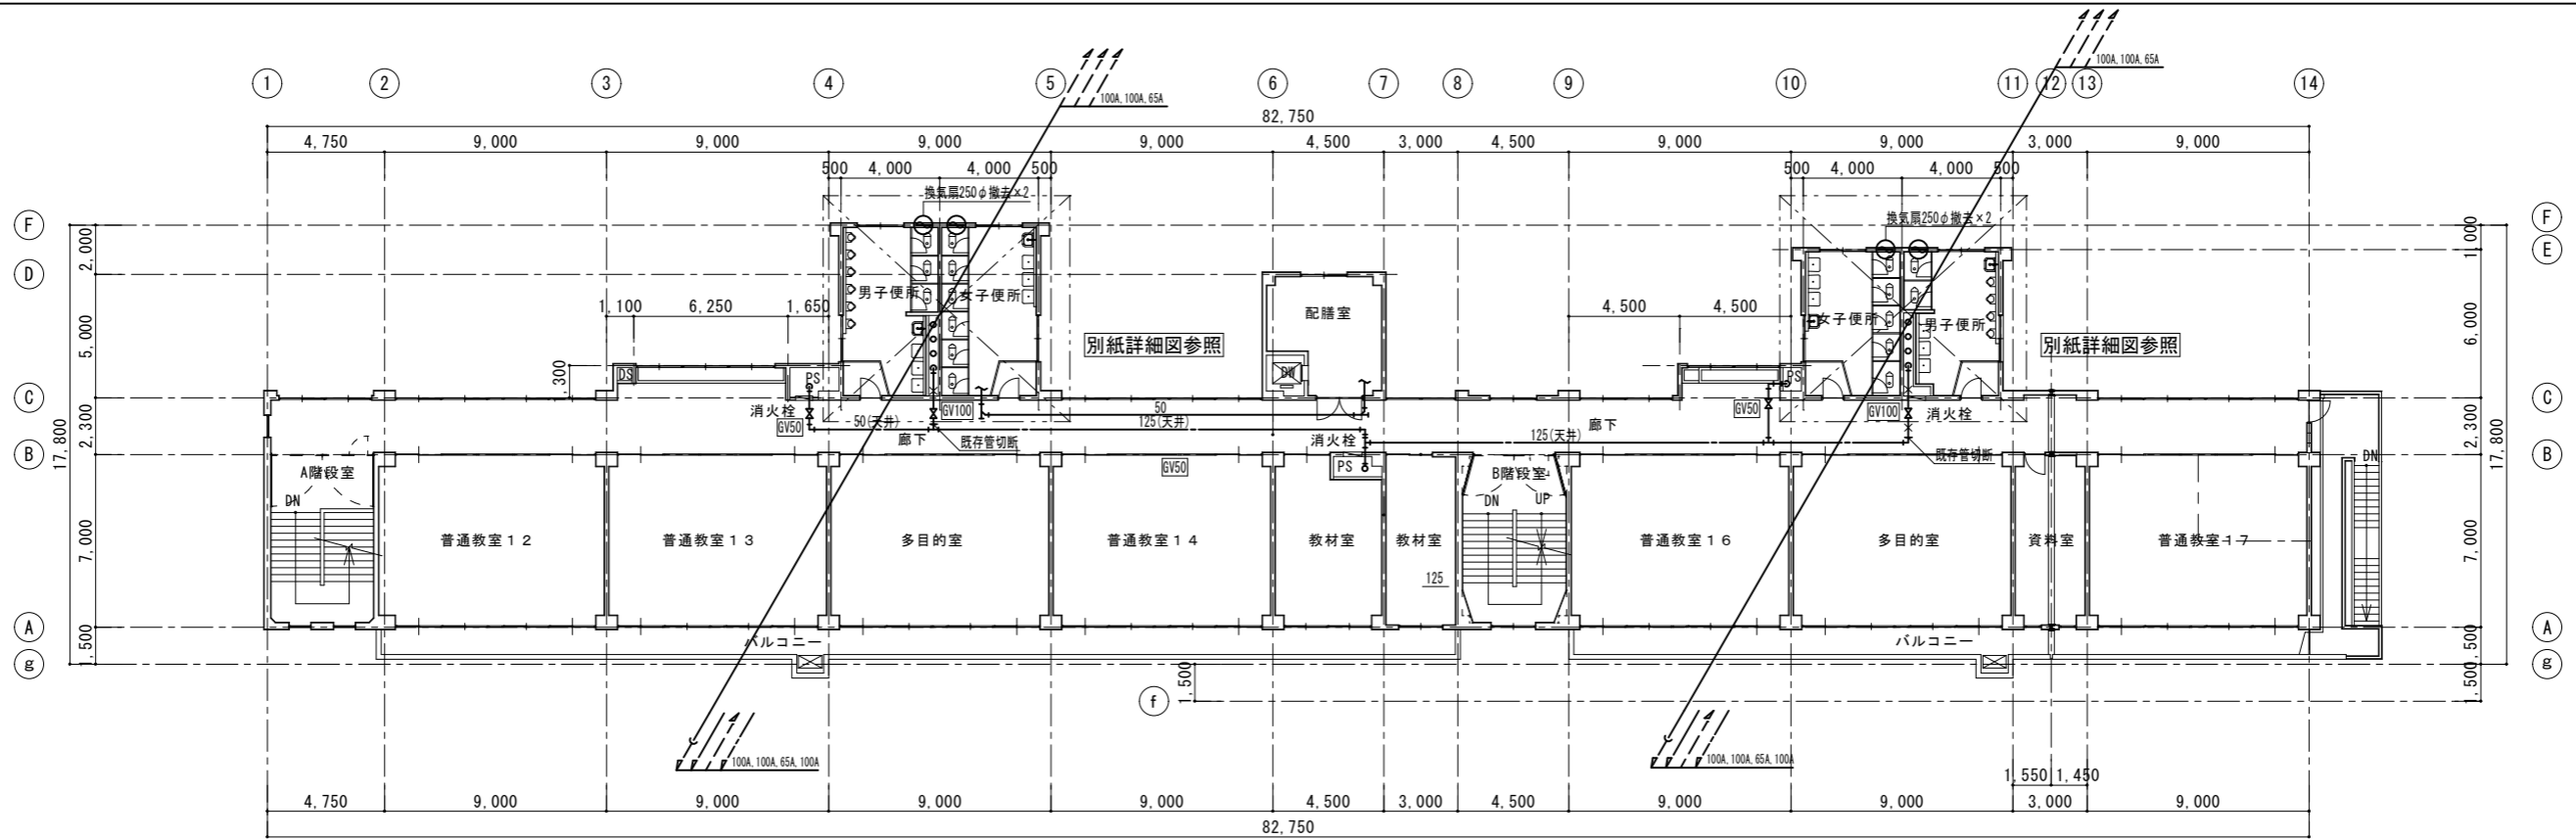 100A, 100A, 65A
100A, 100A, 65A
1 2 3 4 5 6 7 8 9 10 11 12 13 14
82,750
4,750 9,000 9,000 9,000 9,000 4,500 3,000 4,500 9,000 9,000 3,000 9,000
500 4,000 4,000 500 500 4,000 4,000 500
換気扇250φ撤去×2
換気扇250φ撤去×2
F F
E
D
C C
B B
A A
g g
f
2,000
5,000
2,300
7,000
1,500
17,800
1,000
6,000
2,300
7,000
1,500
1,500
17,800
1,500
1,100 6,250 1,650
300
4,500 4,500
男子便所 女子便所
女子便所 男子便所
配膳室
別紙詳細図参照
別紙詳細図参照
DS PS DW PS
消火栓 GV50 GV100 50
50(天井) 125(天井)
廊下
既存管切断
消火栓
PS
GV50
125(天井)
廊下
GV50 GV100
消火栓
既存管切断
A階段室
DN
B階段室
DN UP
DN
普通教室12 普通教室13 多目的室 普通教室14 教材室 教材室 普通教室16 多目的室 資料室 普通教室17
125
バルコニー バルコニー
100A, 100A, 65A, 100A
100A, 100A, 65A, 100A
1,550 1,450
4,750 9,000 9,000 9,000 9,000 4,500 3,000 4,500 9,000 9,000 3,000 9,000
82,750